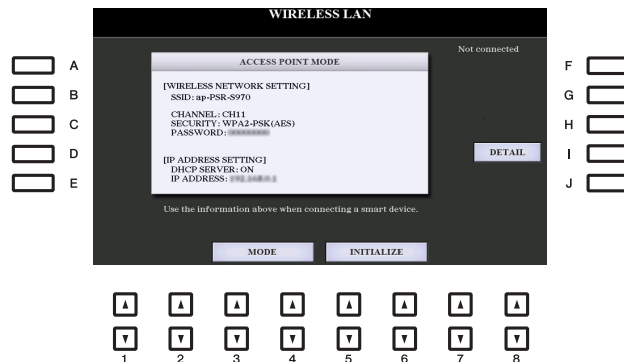 WIRELESS LAN
Not connected
ACCESS POINT MODE
[WIRELESS NETWORK SETTING]
SSID: ap-PSR-S970
CHANNEL: CH11
SECURITY: WPA2-PSK(AES)
PASSWORD:
[IP ADDRESS SETTING]
DHCP SERVER: ON
IP ADDRESS:
Use the information above when connecting a smart device.
DETAIL
MODE
INITIALIZE
A
B
C
D
E
F
G
H
I
J
1 2 3 4 5 6 7 8